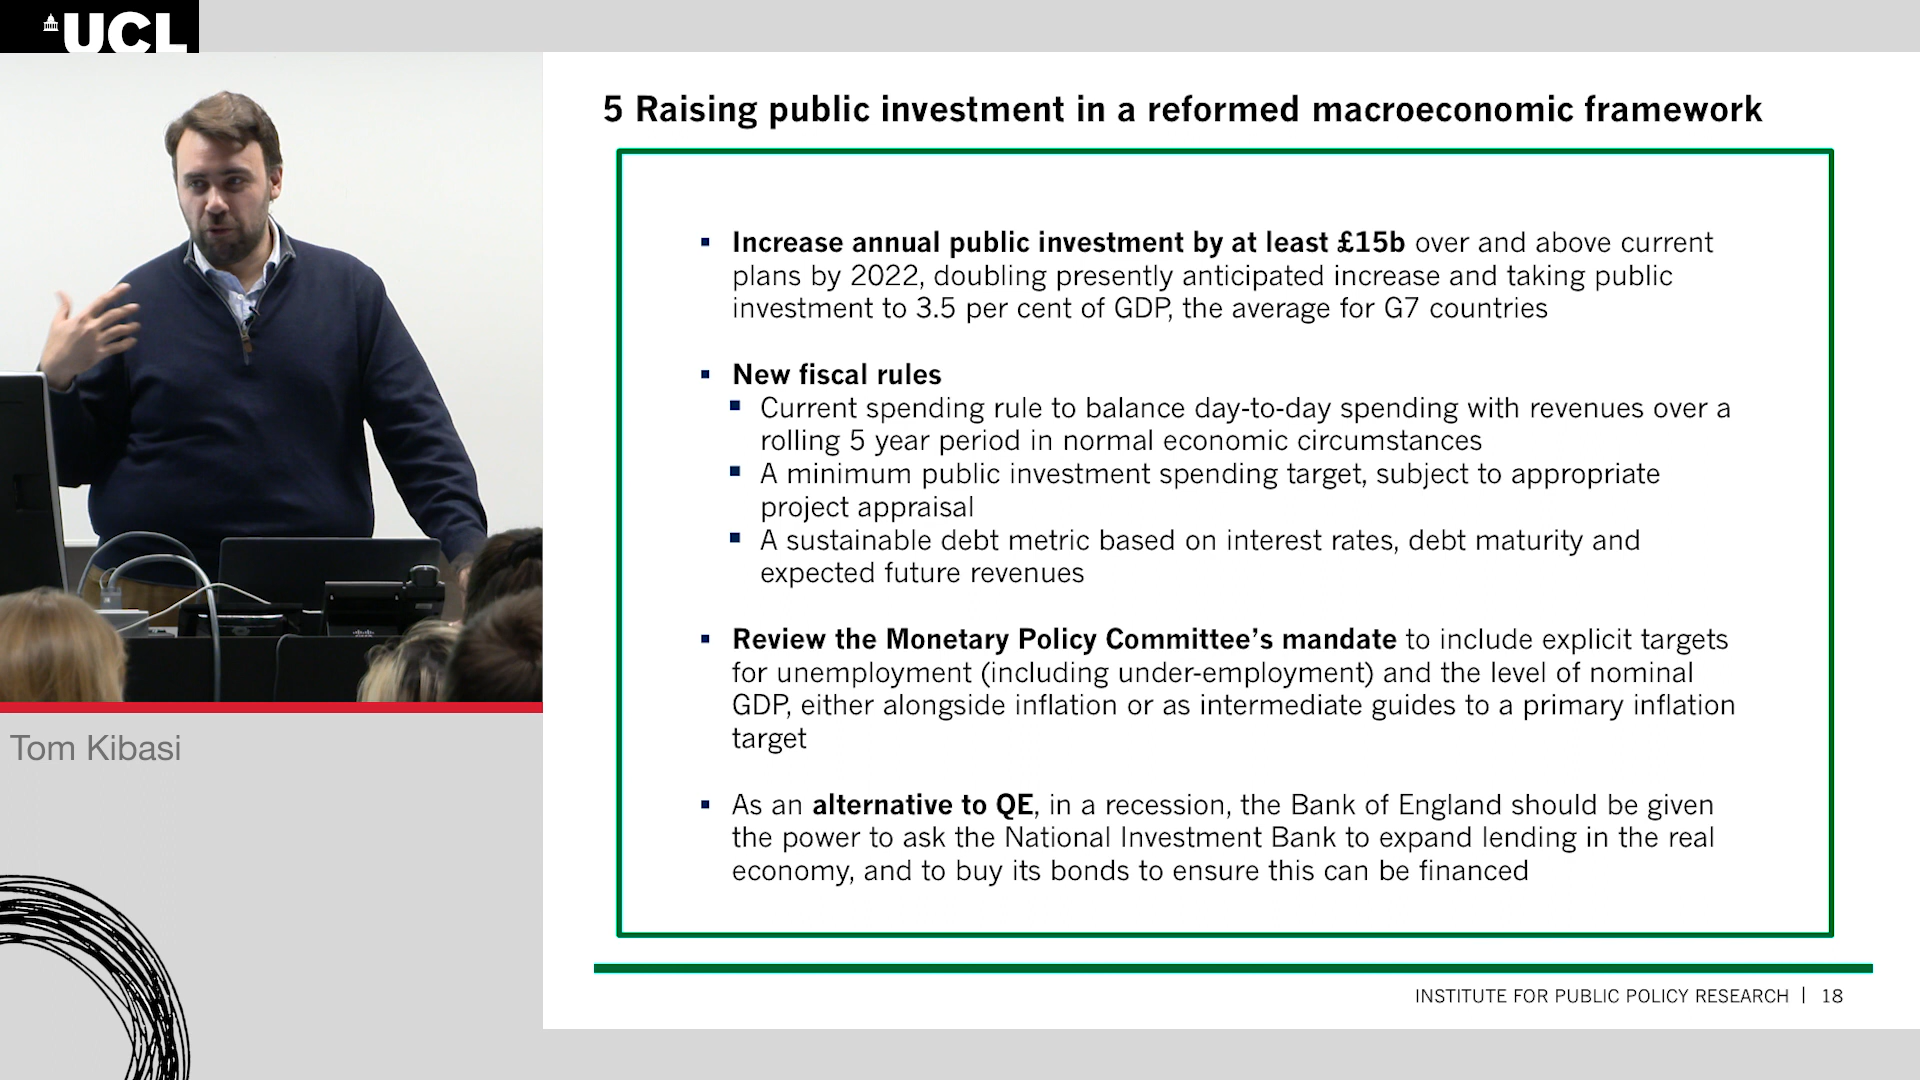 UCL
5 Raising public investment in a reformed macroeconomic framework
▪ Increase annual public investment by at least £15b over and above current
plans by 2022, doubling presently anticipated increase and taking public
investment to 3.5 per cent of GDP, the average for G7 countries
▪ New fiscal rules
▪ Current spending rule to balance day-to-day spending with revenues over a
rolling 5 year period in normal economic circumstances
▪ A minimum public investment spending target, subject to appropriate
project appraisal
▪ A sustainable debt metric based on interest rates, debt maturity and
expected future revenues
▪ Review the Monetary Policy Committee’s mandate to include explicit targets
for unemployment (including under-employment) and the level of nominal
GDP, either alongside inflation or as intermediate guides to a primary inflation
target
▪ As an alternative to QE, in a recession, the Bank of England should be given
the power to ask the National Investment Bank to expand lending in the real
economy, and to buy its bonds to ensure this can be financed
INSTITUTE FOR PUBLIC POLICY RESEARCH | 18
Tom Kibasi